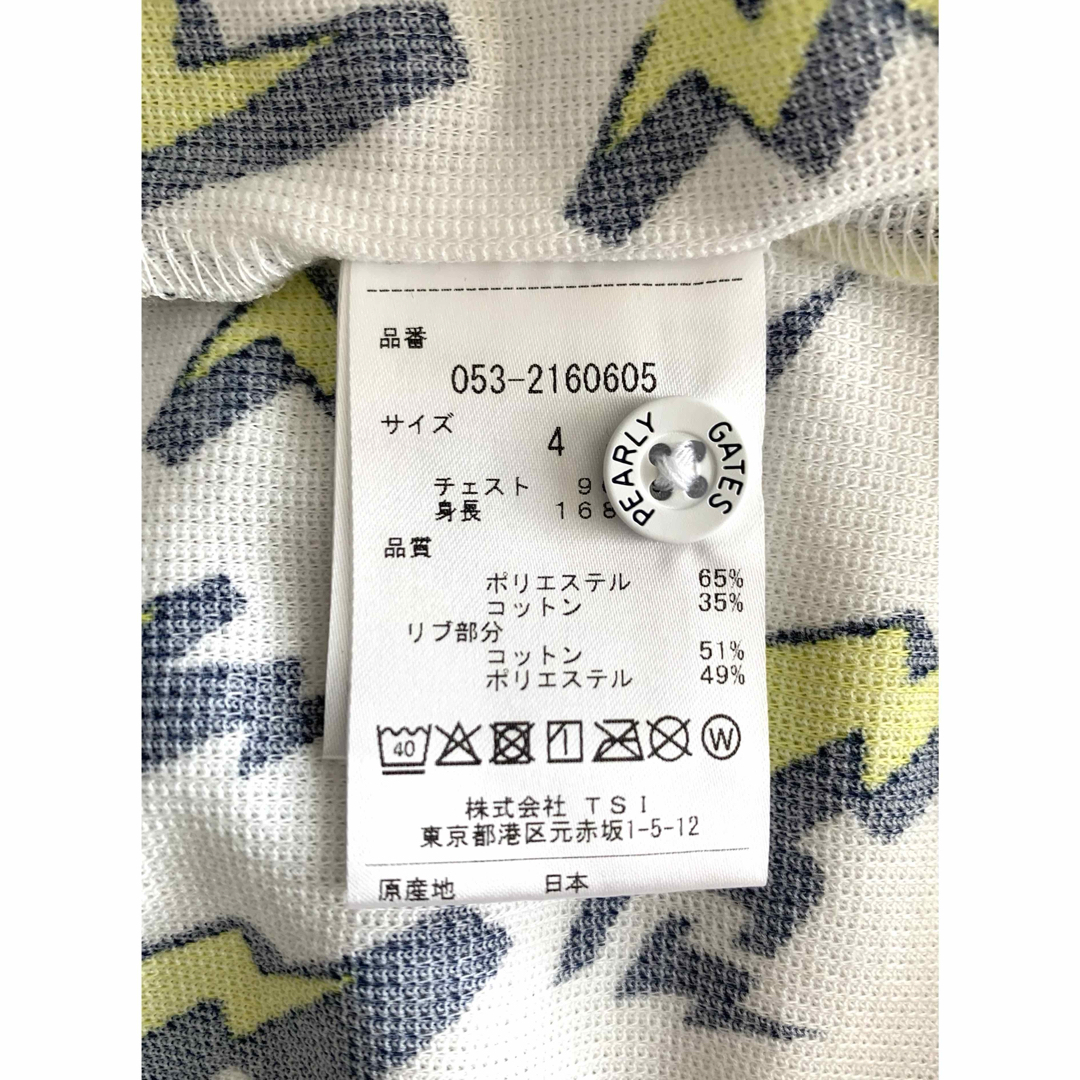 品番
053-2160605
サイズ 4
チェスト
身長
品質
ポリエステル 65%
コットン 35%
リブ部分
コットン 51%
ポリエステル 49%
40
W
株式会社 TSI
東京都港区元赤坂1-5-12
原産地 日本
PEARLY GATES